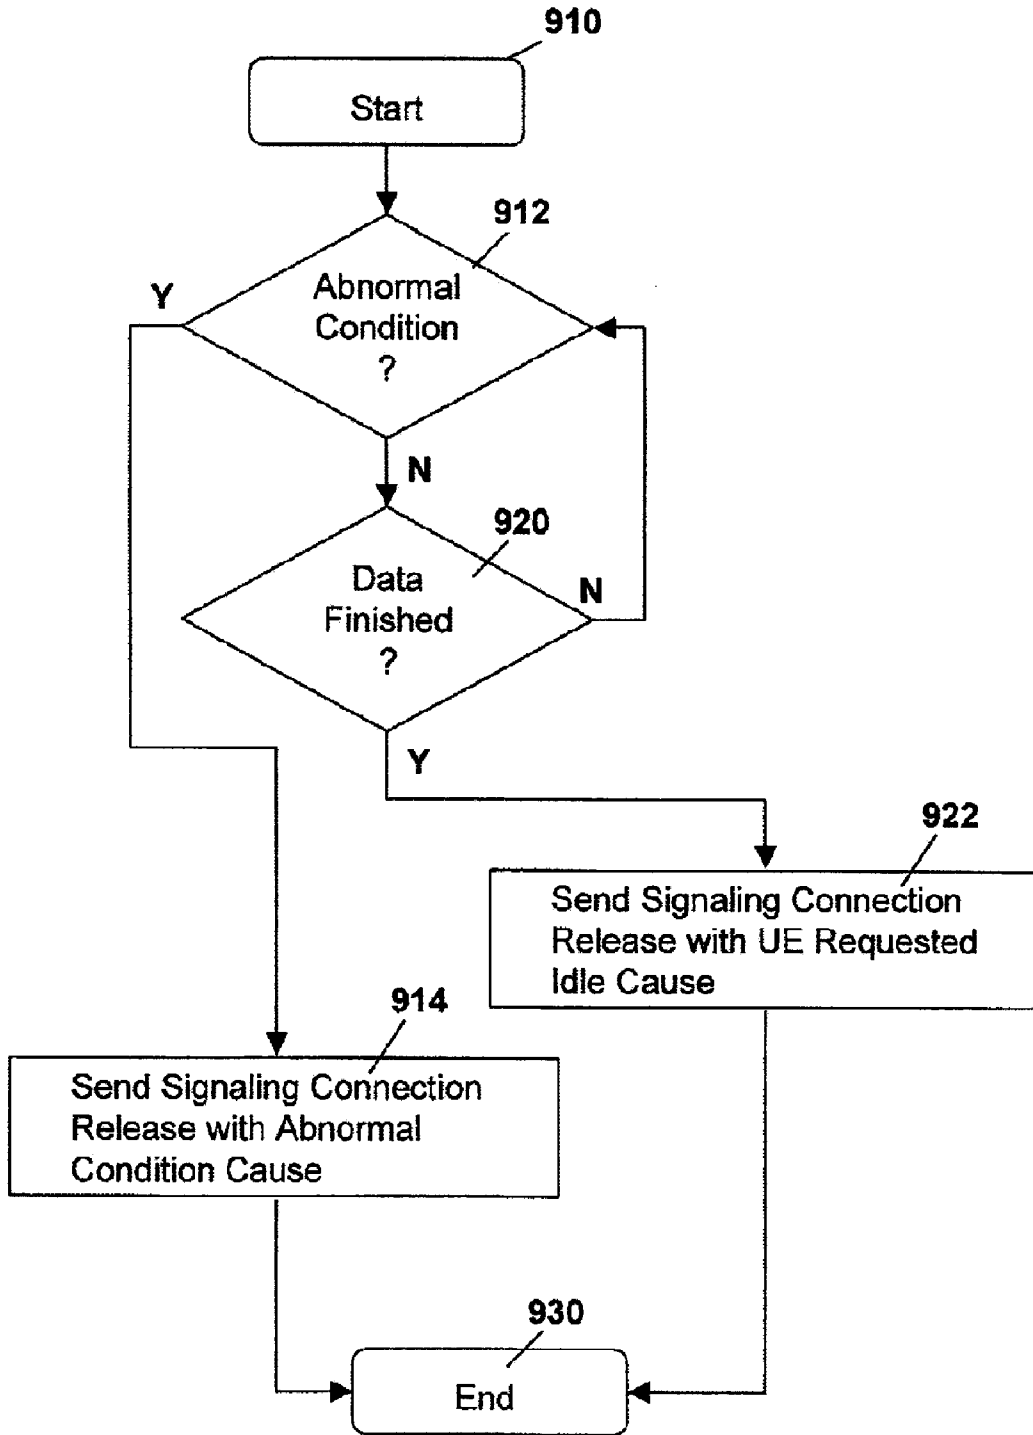 910
Start
912
Y
Abnormal
Condition
?
N
920
Data
Finished
?
N
Y
922
Send Signaling Connection
Release with UE Requested
Idle Cause
914
Send Signaling Connection
Release with Abnormal
Condition Cause
930
End